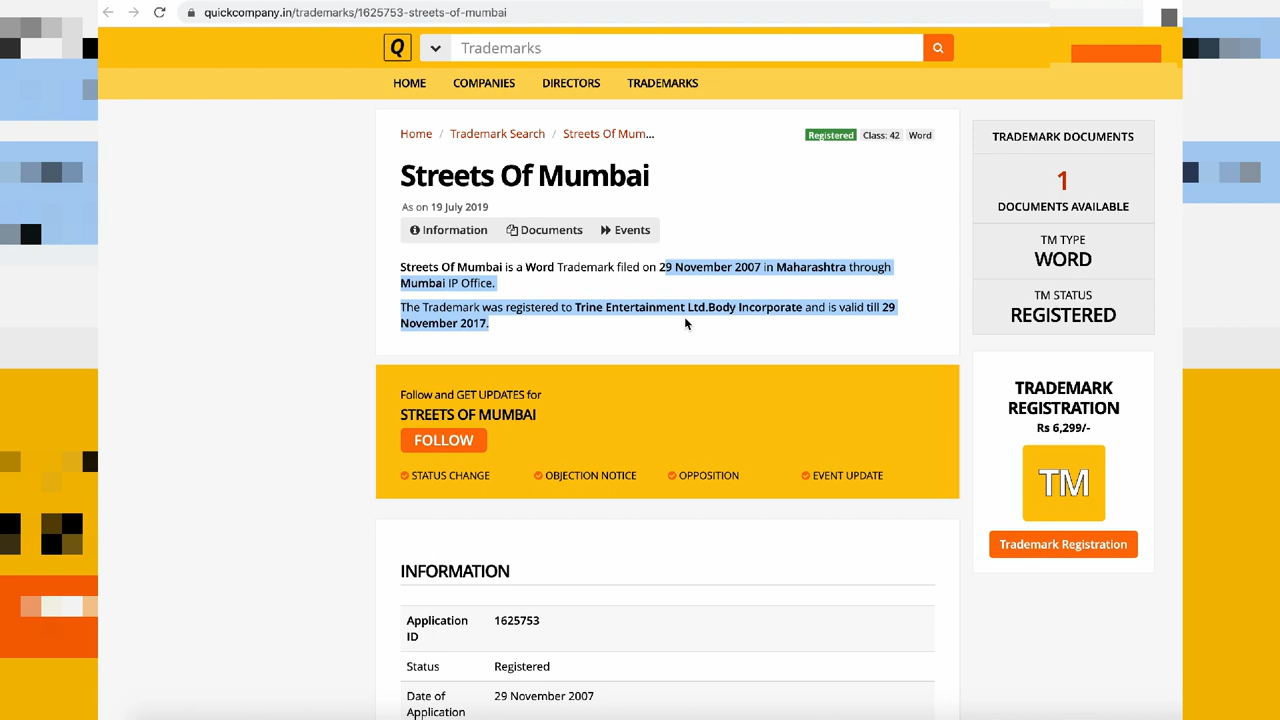 quickcompany.in/trademarks/1625753-streets-of-mumbai
Q Trademarks
HOME COMPANIES DIRECTORS TRADEMARKS
Home / Trademark Search / Streets Of Mum...
Registered Class: 42 Word
Streets Of Mumbai
As on 19 July 2019
Information Documents Events
Streets Of Mumbai is a Word Trademark filed on 29 November 2007 in Maharashtra through
Mumbai IP Office.
The Trademark was registered to Trine Entertainment Ltd.Body Incorporate and is valid till 29
November 2017.
Follow and GET UPDATES for
STREETS OF MUMBAI
FOLLOW
STATUS CHANGE OBJECTION NOTICE OPPOSITION EVENT UPDATE
INFORMATION
Application
ID
1625753
Status Registered
Date of
Application
29 November 2007
TRADEMARK DOCUMENTS
1
DOCUMENTS AVAILABLE
TM TYPE
WORD
TM STATUS
REGISTERED
TRADEMARK
REGISTRATION
Rs 6,299/-
TM
Trademark Registration